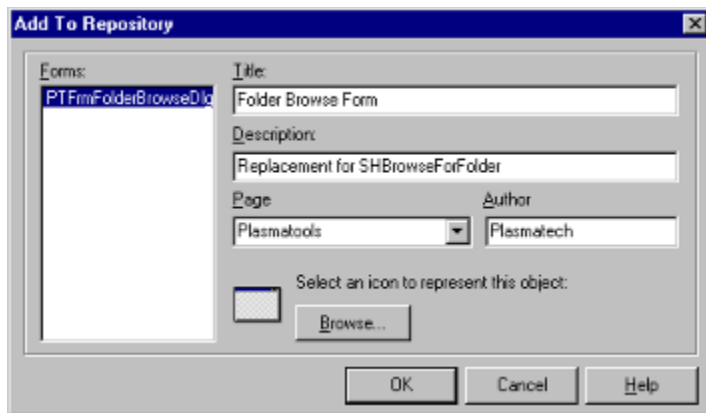 Add To Repository
Forms:
PTFrmFolderBrowseDlg
Title:
Folder Browse Form
Description:
Replacement for SHBrowseForFolder
Page
Author
Plasmatools
Plasmatech
Select an icon to represent this object:
Browse...
OK
Cancel
Help